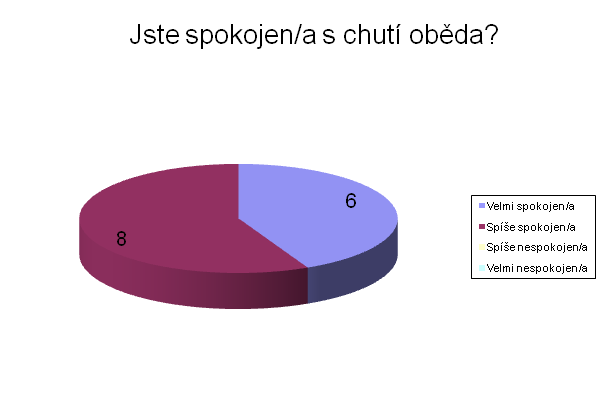 Jste spokojen/a s chutí oběda?
6
8
Velmi spokojen/a
Spíše spokojen/a
Spíše nespokojen/a
Velmi nespokojen/a